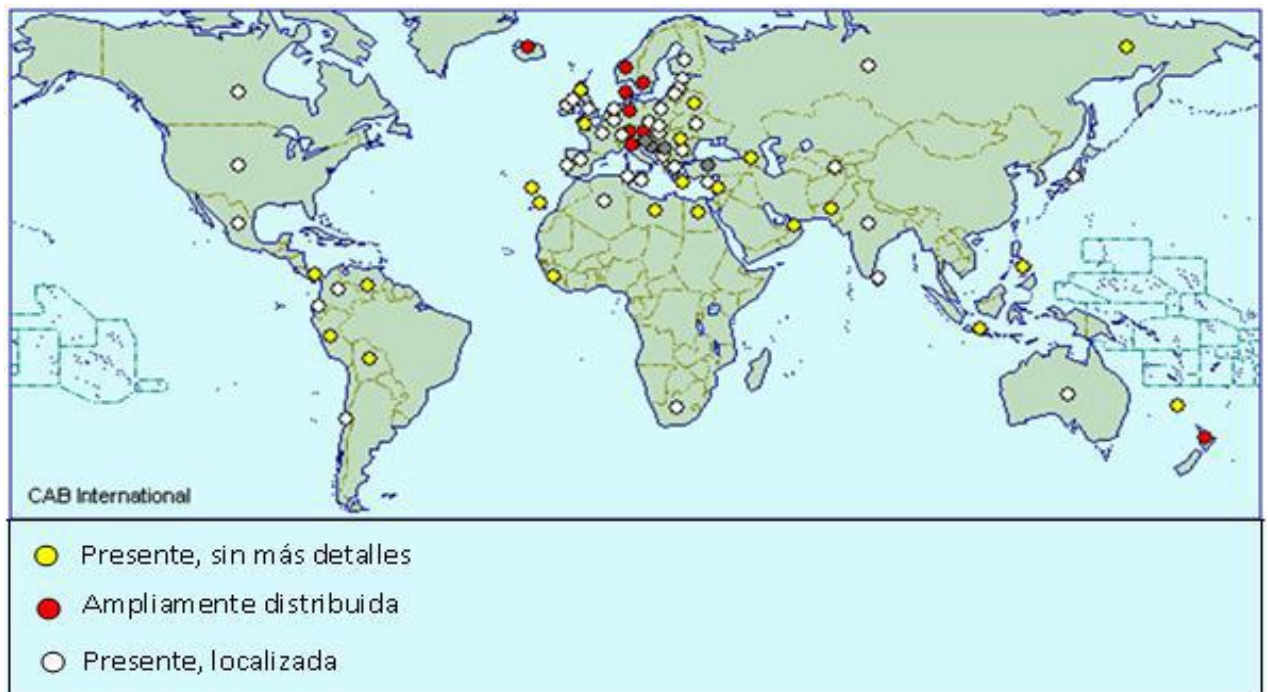 CAB International
Presente, sin más detalles
Ampliamente distribuida
Presente, localizada